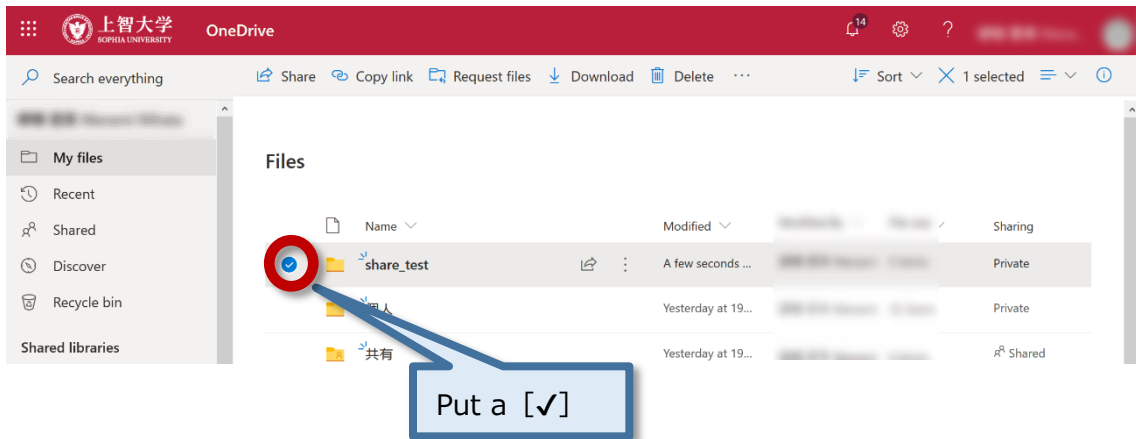 上智大学
SOPHIA UNIVERSITY
OneDrive
14
?
Search everything
Share Copy link Request files Download Delete ··· Sort 1 selected
My files
Recent
Shared
Discover
Recycle bin
Shared libraries
Files
Name Modified Sharing
share_test A few seconds ... Private
個人 Yesterday at 19... Private
共有 Yesterday at 19... Shared
Put a [✓]